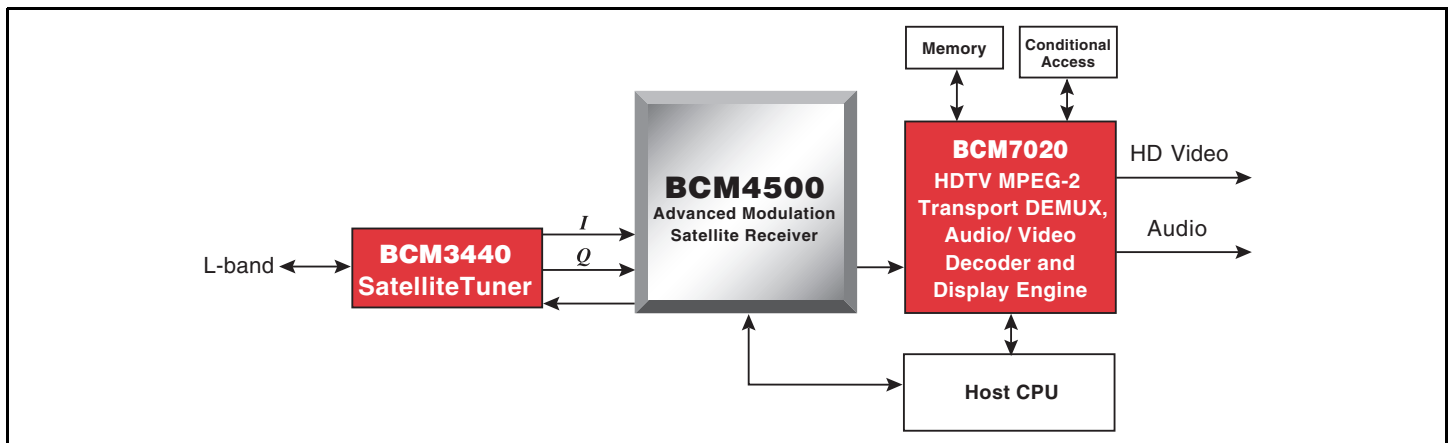 Memory
Conditional
Access
BCM7020
HDTV MPEG-2
Transport DEMUX,
Audio/ Video
Decoder and
Display Engine
HD Video
Audio
BCM4500
Advanced Modulation
Satellite Receiver
I
Q
BCM3440
SatelliteTuner
L-band
Host CPU